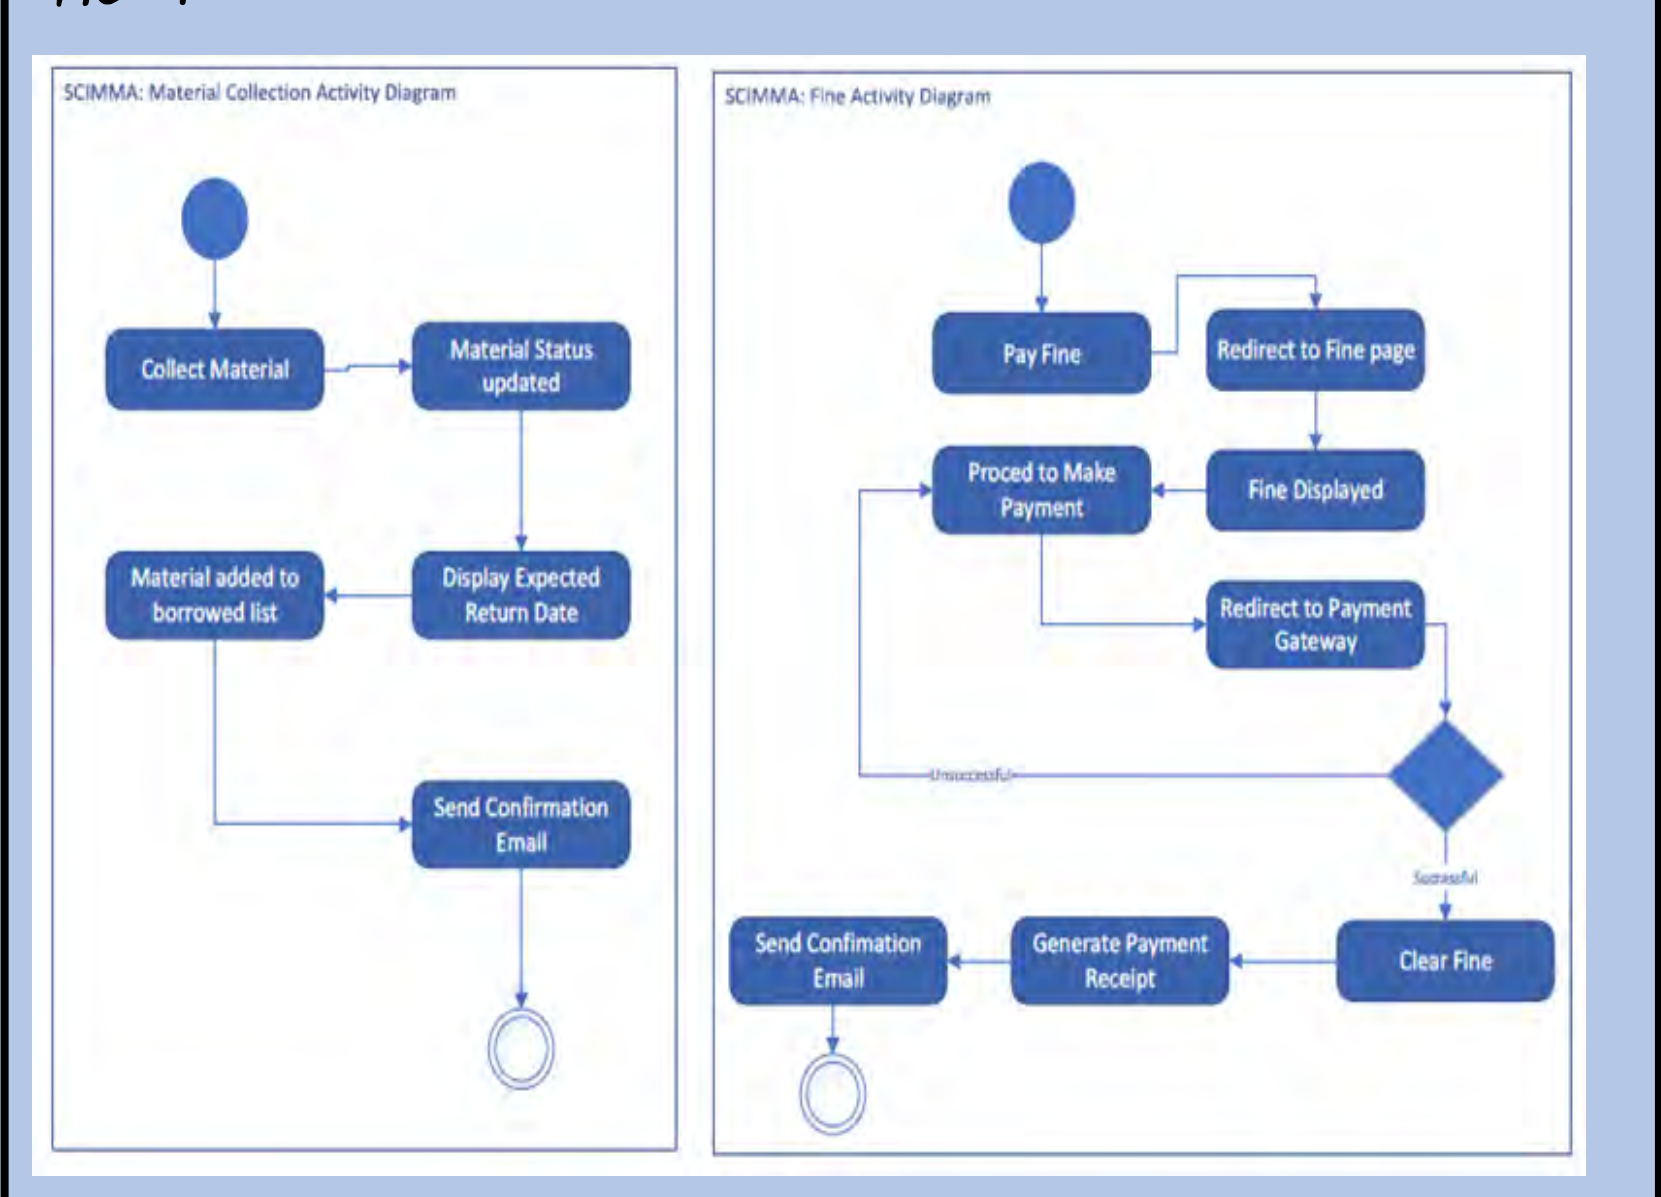 SCIMMA: Material Collection Activity Diagram
Collect Material
Material Status
updated
Material added to
borrowed list
Display Expected
Return Date
Send Confirmation
Email
SCIMMA: Fine Activity Diagram
Pay Fine
Redirect to Fine page
Proced to Make
Payment
Fine Displayed
Redirect to Payment
Gateway
Unsuccessful
Successful
Send Confimation
Email
Generate Payment
Receipt
Clear Fine